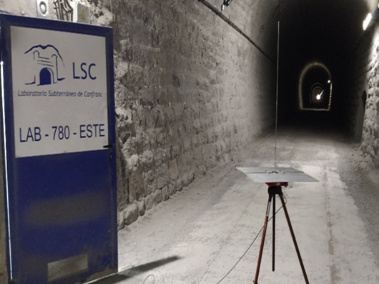 LSC
Laboratorio Subterráneo de Canfranc
LAB - 780 - ESTE